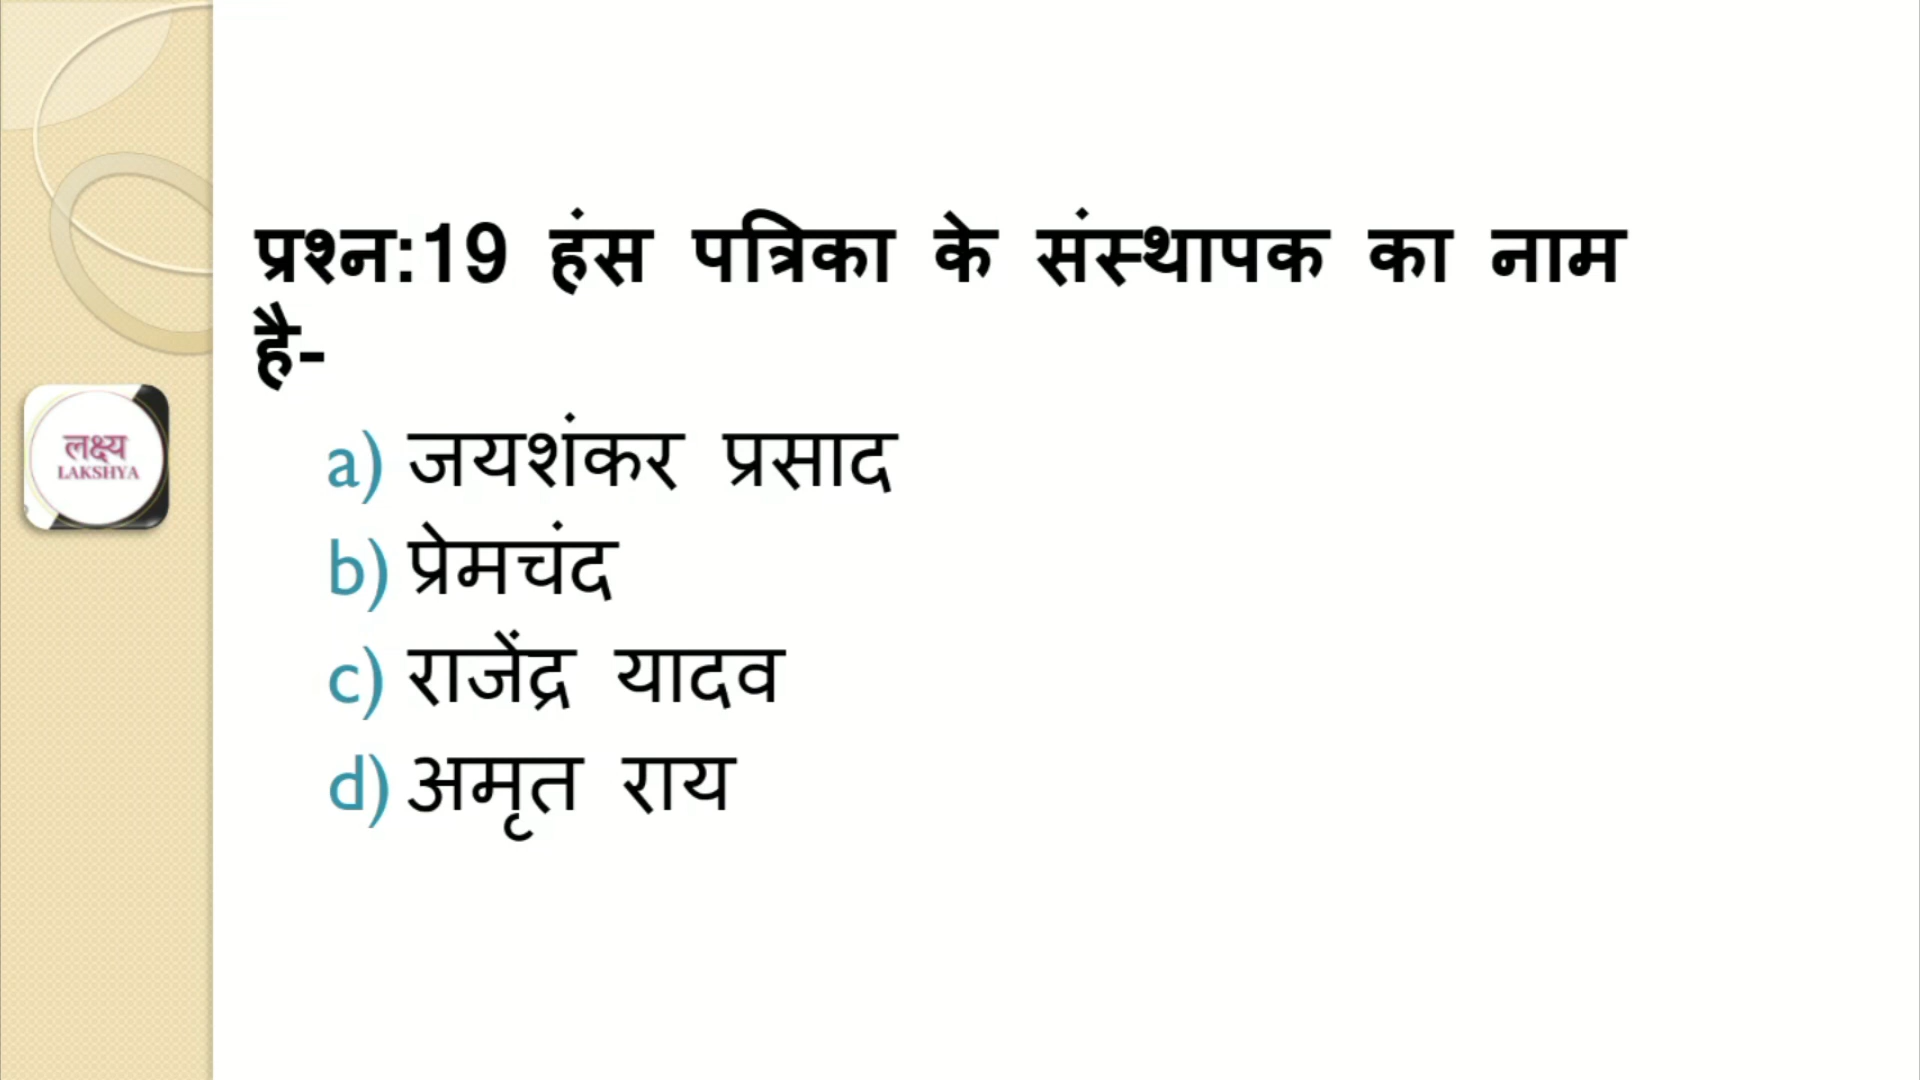 प्रश्न:19 हंस पत्रिका के संस्थापक का नाम
है-
a) जयशंकर प्रसाद
b) प्रेमचंद
c) राजेंद्र यादव
d) अमृत राय
लक्ष्य
LAKSHYA